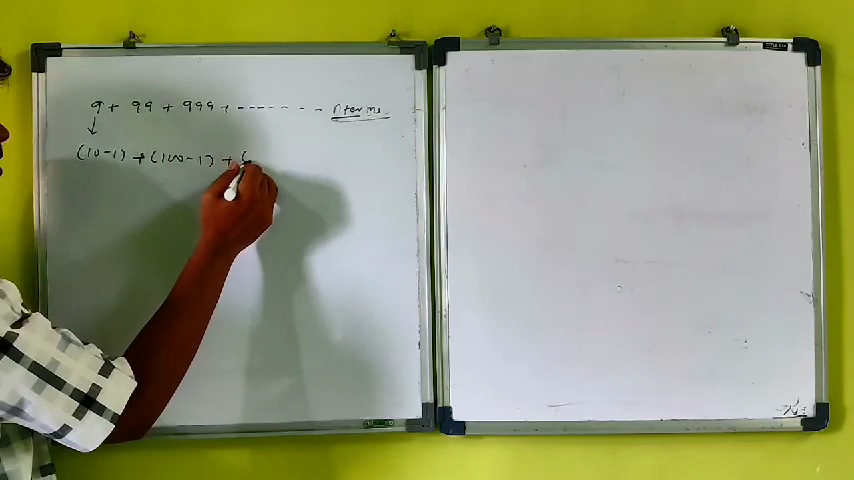 9 + 99 + 999 + - - - - - - - n terms.
(10-1) + (100-1) + (